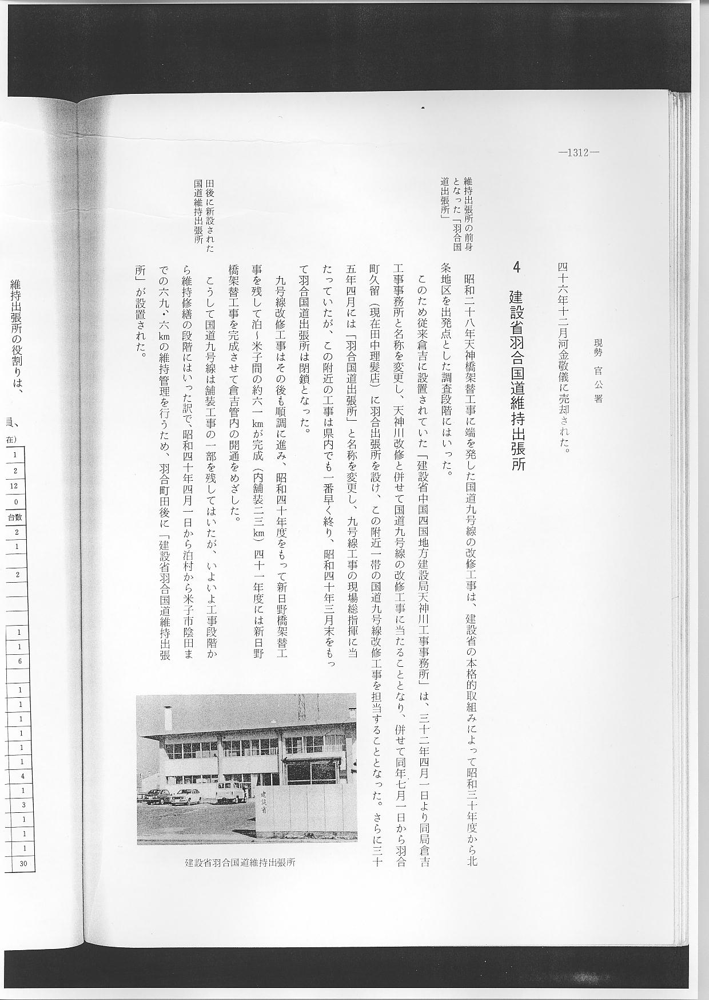 —1312—
現勢 官公署
四十六年十二月河金敬儀に売却された。
4 建設省羽合国道維持出張所
維持出張所の前身
となった「羽合国
道出張所」
昭和二十八年天神橋架替工事に端を発した国道九号線の改修工事は、建設省の本格的取組みによって昭和三十年度から北
条地区を出発点とした調査段階にはいった。
このため従来倉吉に設置されていた「建設省中国四国地方建設局天神川工事事務所」は、三十二年四月一日より同局倉吉
工事事務所と名称を変更し、天神川改修と併せて国道九号線の改修工事に当たることとなり、併せて同年七月一日から羽合
町久留（現在田中理髪店）に羽合出張所を設け、この附近一帯の国道九号線改修工事を担当することとなった。さらに三十
五年四月には「羽合国道出張所」と名称を変更し、九号線工事の現場総指揮に当
たっていたが、この附近の工事は県内でも一番早く終り、昭和四十年三月末をもっ
て羽合国道出張所は閉鎖となった。
九号線改修工事はその後も順調に進み、昭和四十年度をもって新日野橋架替工
事を残して泊～米子間の約六一kmが完成（内舗装二三km）四十一年度には新日野
橋架替工事を完成させて倉吉管内の開通をめざした。
田後に新設された
国道維持出張所
こうして国道九号線は舗装工事の一部を残してはいたが、いよいよ工事段階か
ら維持修繕の段階にはいった訳で、昭和四十年四月一日から泊村から米子市陰田ま
での六九・六kmの維持管理を行うため、羽合町田後に「建設省羽合国道維持出張
所」が設置された。
建設省
建設省羽合国道維持出張所
維持出張所の役割りは、
員、
在）
1
2
12
0
台数
2
1
2
1
1
6
1
1
1
1
1
1
4
1
3
1
1
1
30